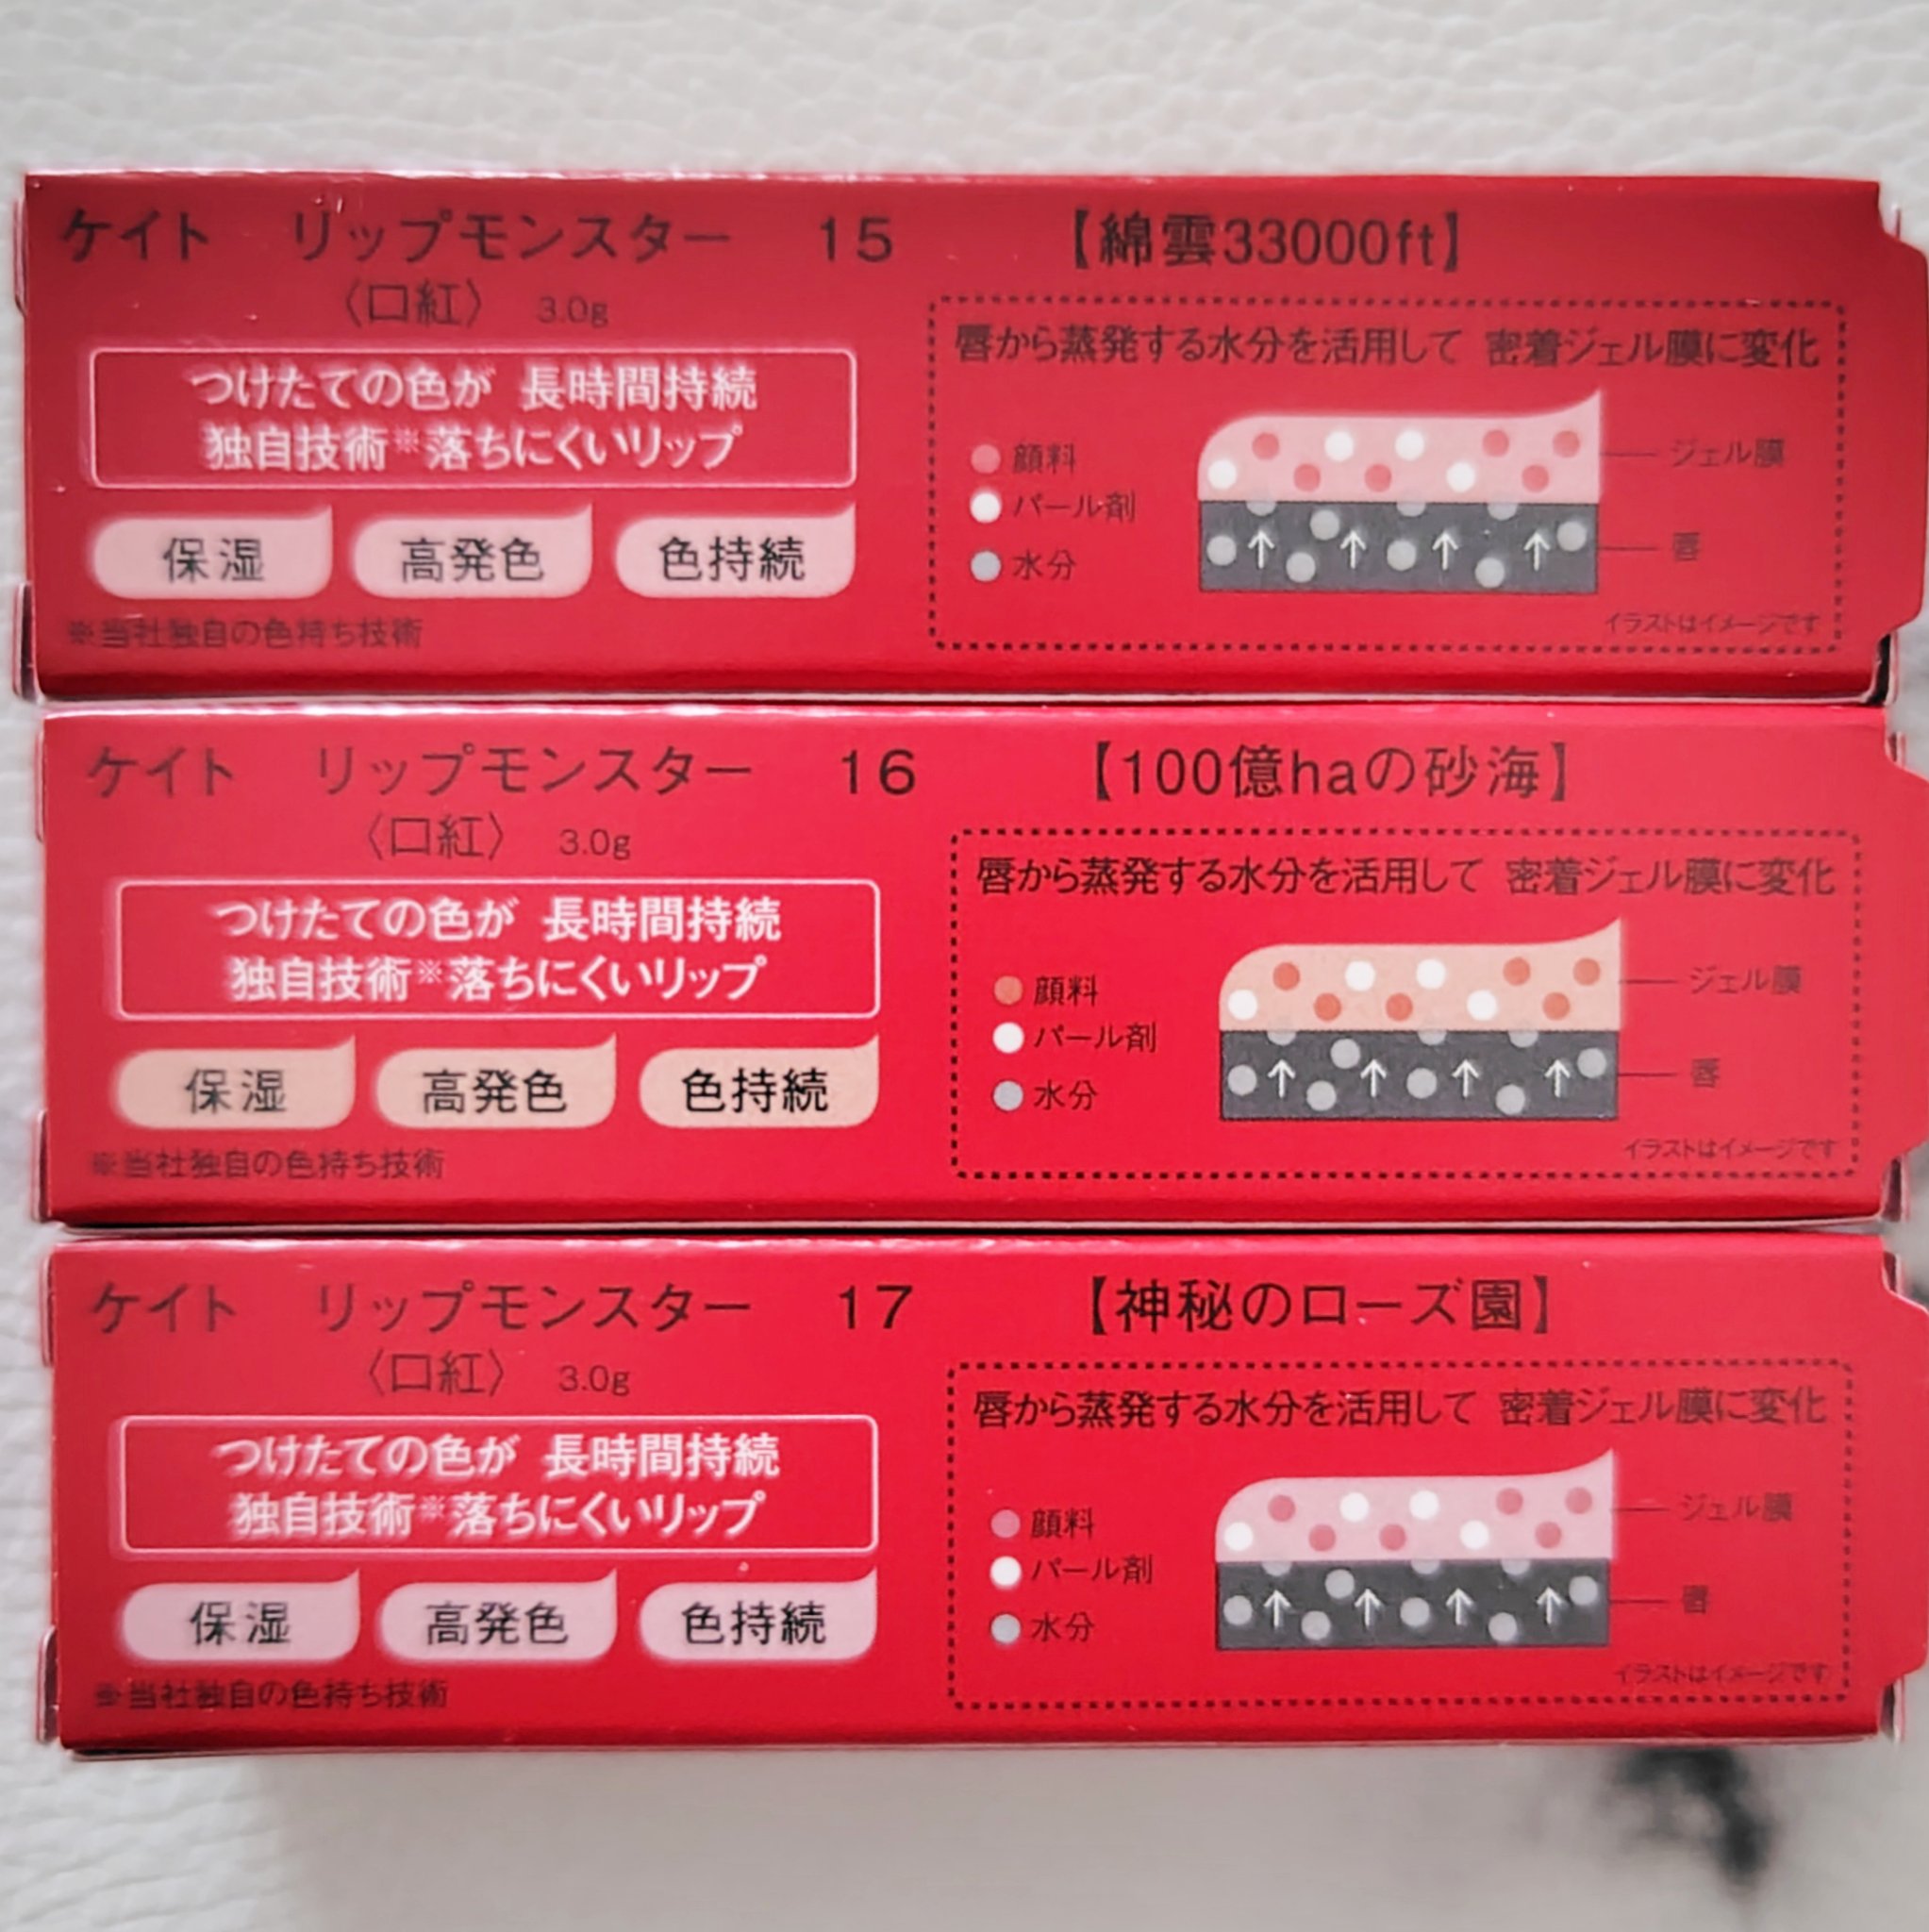 ケイト リップモンスター 15 【綿雲33000ft】
〈口紅〉 3.0g
つけたての色が 長時間持続
独自技術※落ちにくいリップ
保湿 高発色 色持続
※当社独自の色持ち技術
唇から蒸発する水分を活用して 密着ジェル膜に変化
顔料
パール剤
水分
ジェル膜
唇
イラストはイメージです
ケイト リップモンスター 16 【100億haの砂海】
〈口紅〉 3.0g
つけたての色が 長時間持続
独自技術※落ちにくいリップ
保湿 高発色 色持続
※当社独自の色持ち技術
唇から蒸発する水分を活用して 密着ジェル膜に変化
顔料
パール剤
水分
ジェル膜
唇
イラストはイメージです
ケイト リップモンスター 17 【神秘のローズ園】
〈口紅〉 3.0g
つけたての色が 長時間持続
独自技術※落ちにくいリップ
保湿 高発色 色持続
※当社独自の色持ち技術
唇から蒸発する水分を活用して 密着ジェル膜に変化
顔料
パール剤
水分
ジェル膜
唇
イラストはイメージです